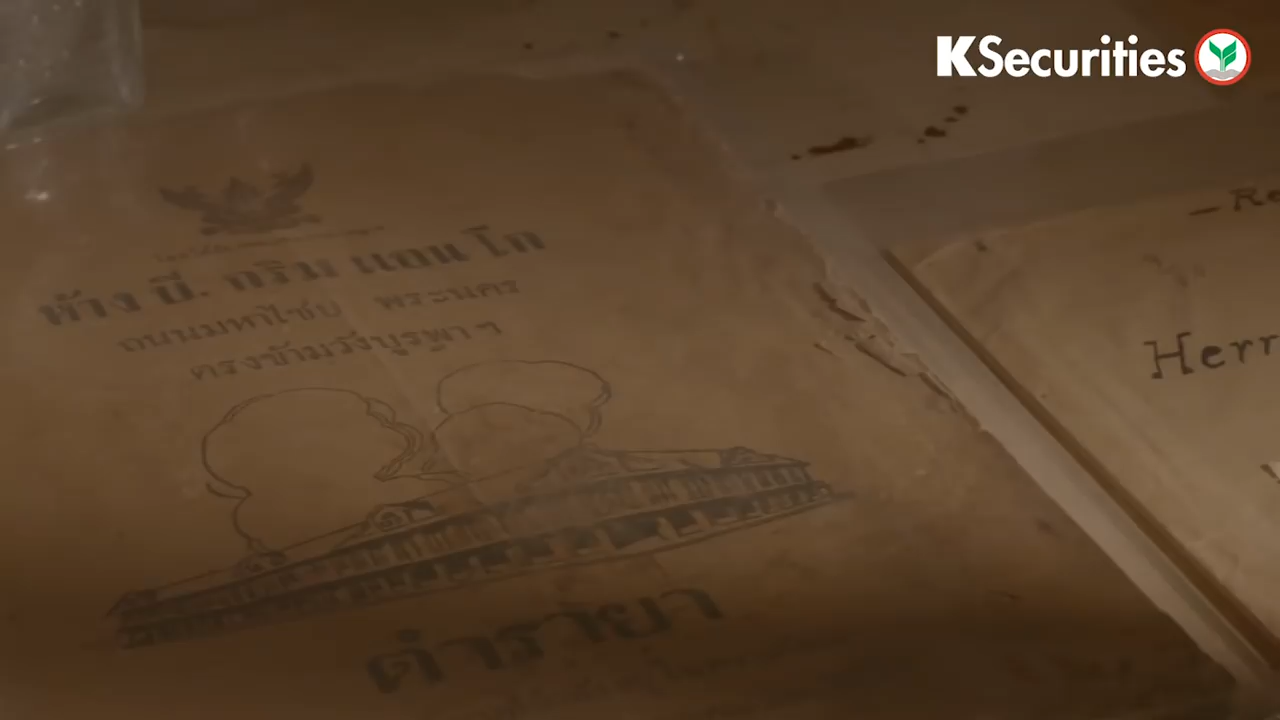 KSecurities
ห้าง บี. กริม แอน โก
ถนนมหาไชย พระนคร
ตรงข้ามวังบูรพาฯ
ตำรายา
Herr